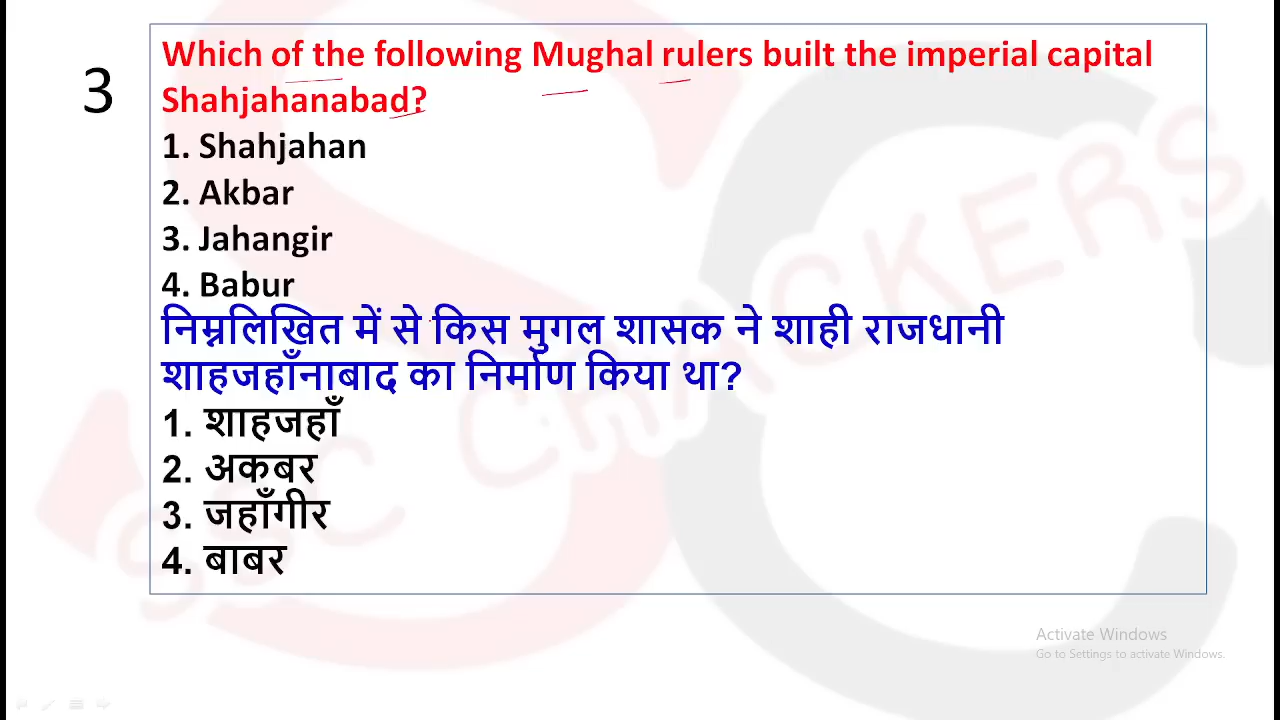 3
Which of the following Mughal rulers built the imperial capital
Shahjahanabad?
1. Shahjahan
2. Akbar
3. Jahangir
4. Babur
निम्नलिखित में से किस मुगल शासक ने शाही राजधानी
शाहजहाँनाबाद का निर्माण किया था?
1. शाहजहाँ
2. अकबर
3. जहाँगीर
4. बाबर
SSC CHACKERS
Activate Windows
Go to Settings to activate Windows.